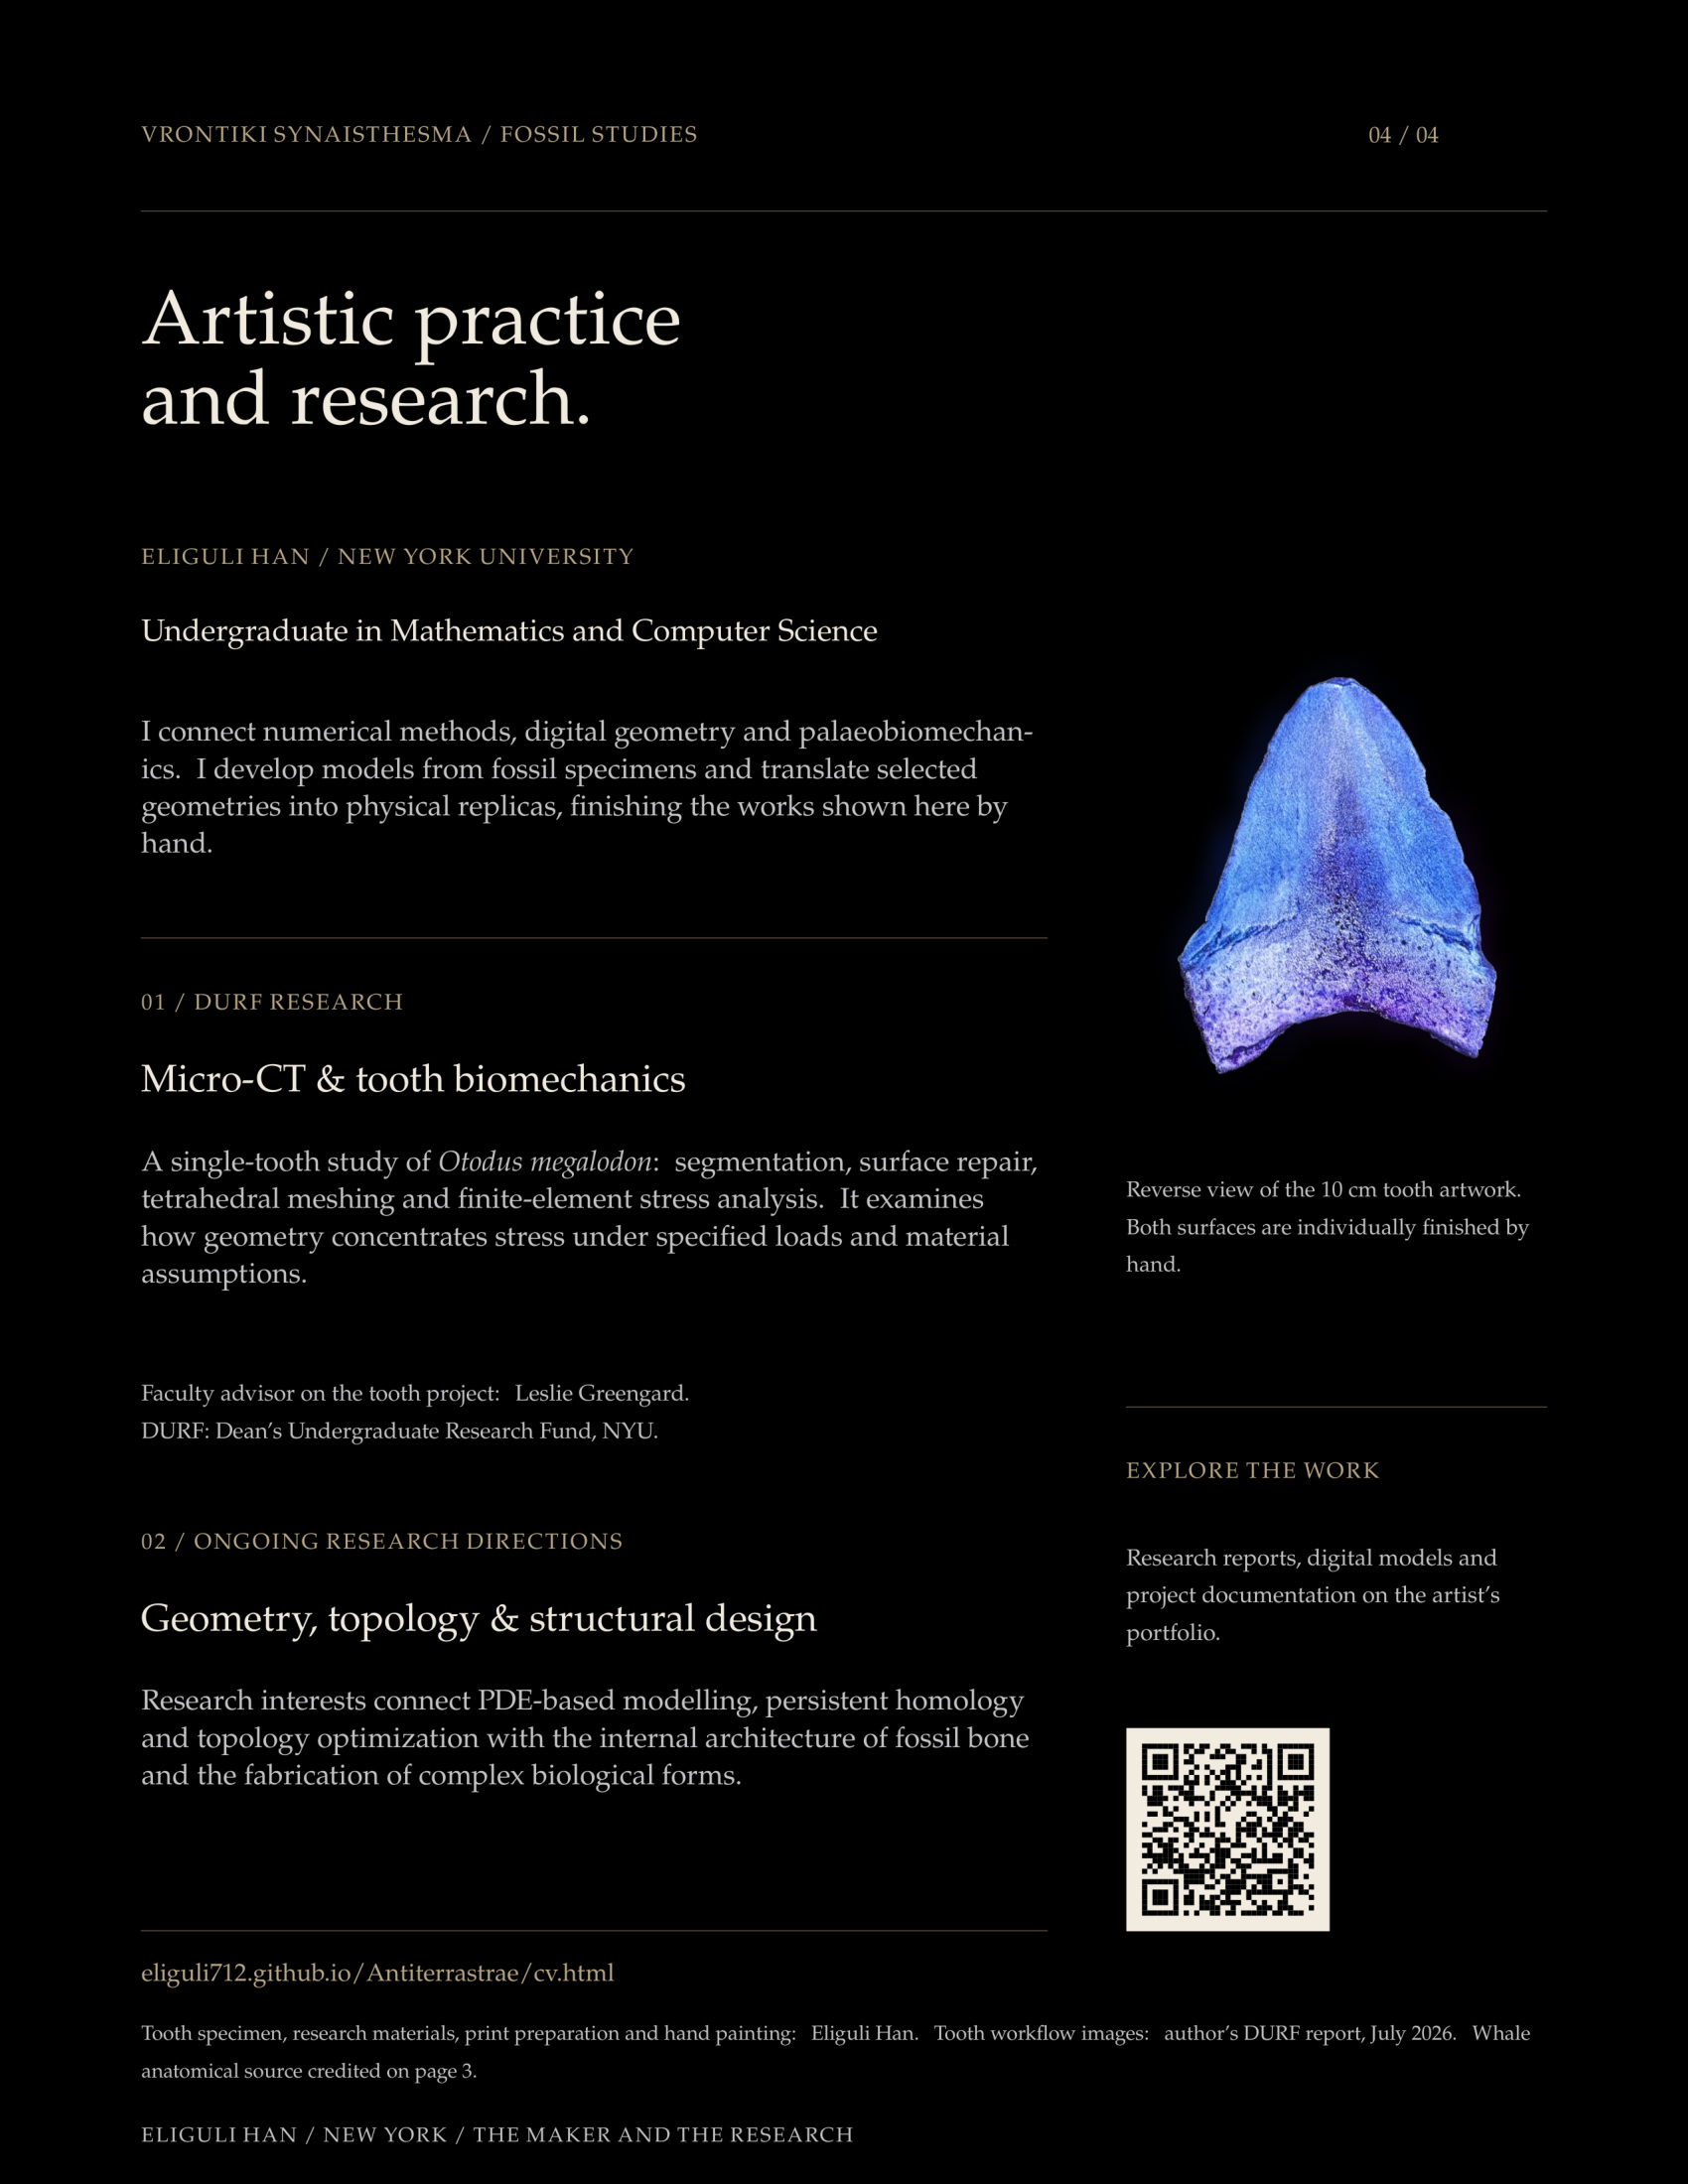 VRONTIKI SYNAISTHESMA / FOSSIL STUDIES
04 / 04
Artistic practice
and research.
ELIGULI HAN / NEW YORK UNIVERSITY
Undergraduate in Mathematics and Computer Science
I connect numerical methods, digital geometry and palaeobiomechan-
ics. I develop models from fossil specimens and translate selected
geometries into physical replicas, finishing the works shown here by
hand.
01 / DURF RESEARCH
Micro-CT & tooth biomechanics
A single-tooth study of Otodus megalodon: segmentation, surface repair,
tetrahedral meshing and finite-element stress analysis. It examines
how geometry concentrates stress under specified loads and material
assumptions.
Faculty advisor on the tooth project: Leslie Greengard.
DURF: Dean's Undergraduate Research Fund, NYU.
02 / ONGOING RESEARCH DIRECTIONS
Geometry, topology & structural design
Research interests connect PDE-based modelling, persistent homology
and topology optimization with the internal architecture of fossil bone
and the fabrication of complex biological forms.
Reverse view of the 10 cm tooth artwork.
Both surfaces are individually finished by
hand.
EXPLORE THE WORK
Research reports, digital models and
project documentation on the artist's
portfolio.
eliguli712.github.io/Antiterrastrae/cv.html
Tooth specimen, research materials, print preparation and hand painting: Eliguli Han. Tooth workflow images: author's DURF report, July 2026. Whale
anatomical source credited on page 3.
ELIGULI HAN / NEW YORK / THE MAKER AND THE RESEARCH